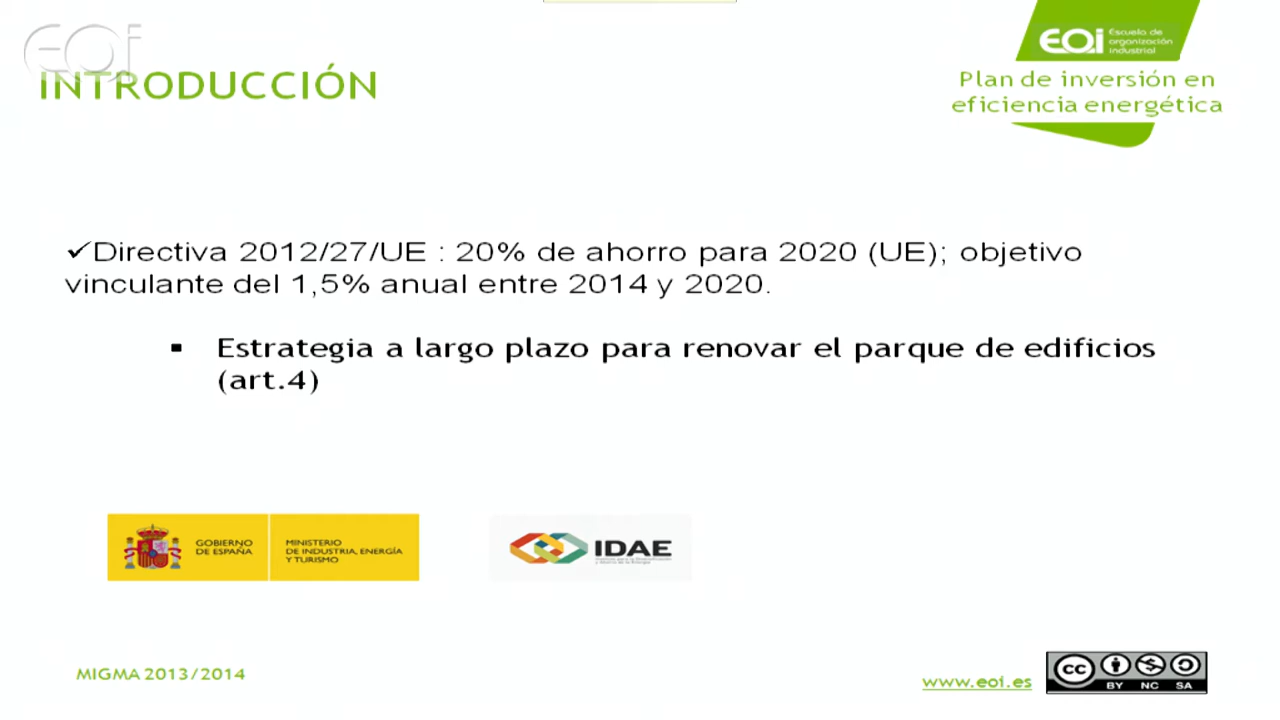 EOi
INTRODUCCIÓN
EOi Escuela de
organización
industrial
Plan de inversión en
eficiencia energética
✓Directiva 2012/27/UE : 20% de ahorro para 2020 (UE); objetivo
vinculante del 1,5% anual entre 2014 y 2020.
▪ Estrategia a largo plazo para renovar el parque de edificios
(art.4)
GOBIERNO
DE ESPAÑA
MINISTERIO
DE INDUSTRIA, ENERGÍA
Y TURISMO
IDAE
MIGMA 2013/2014
www.eoi.es
cc
BY NC SA